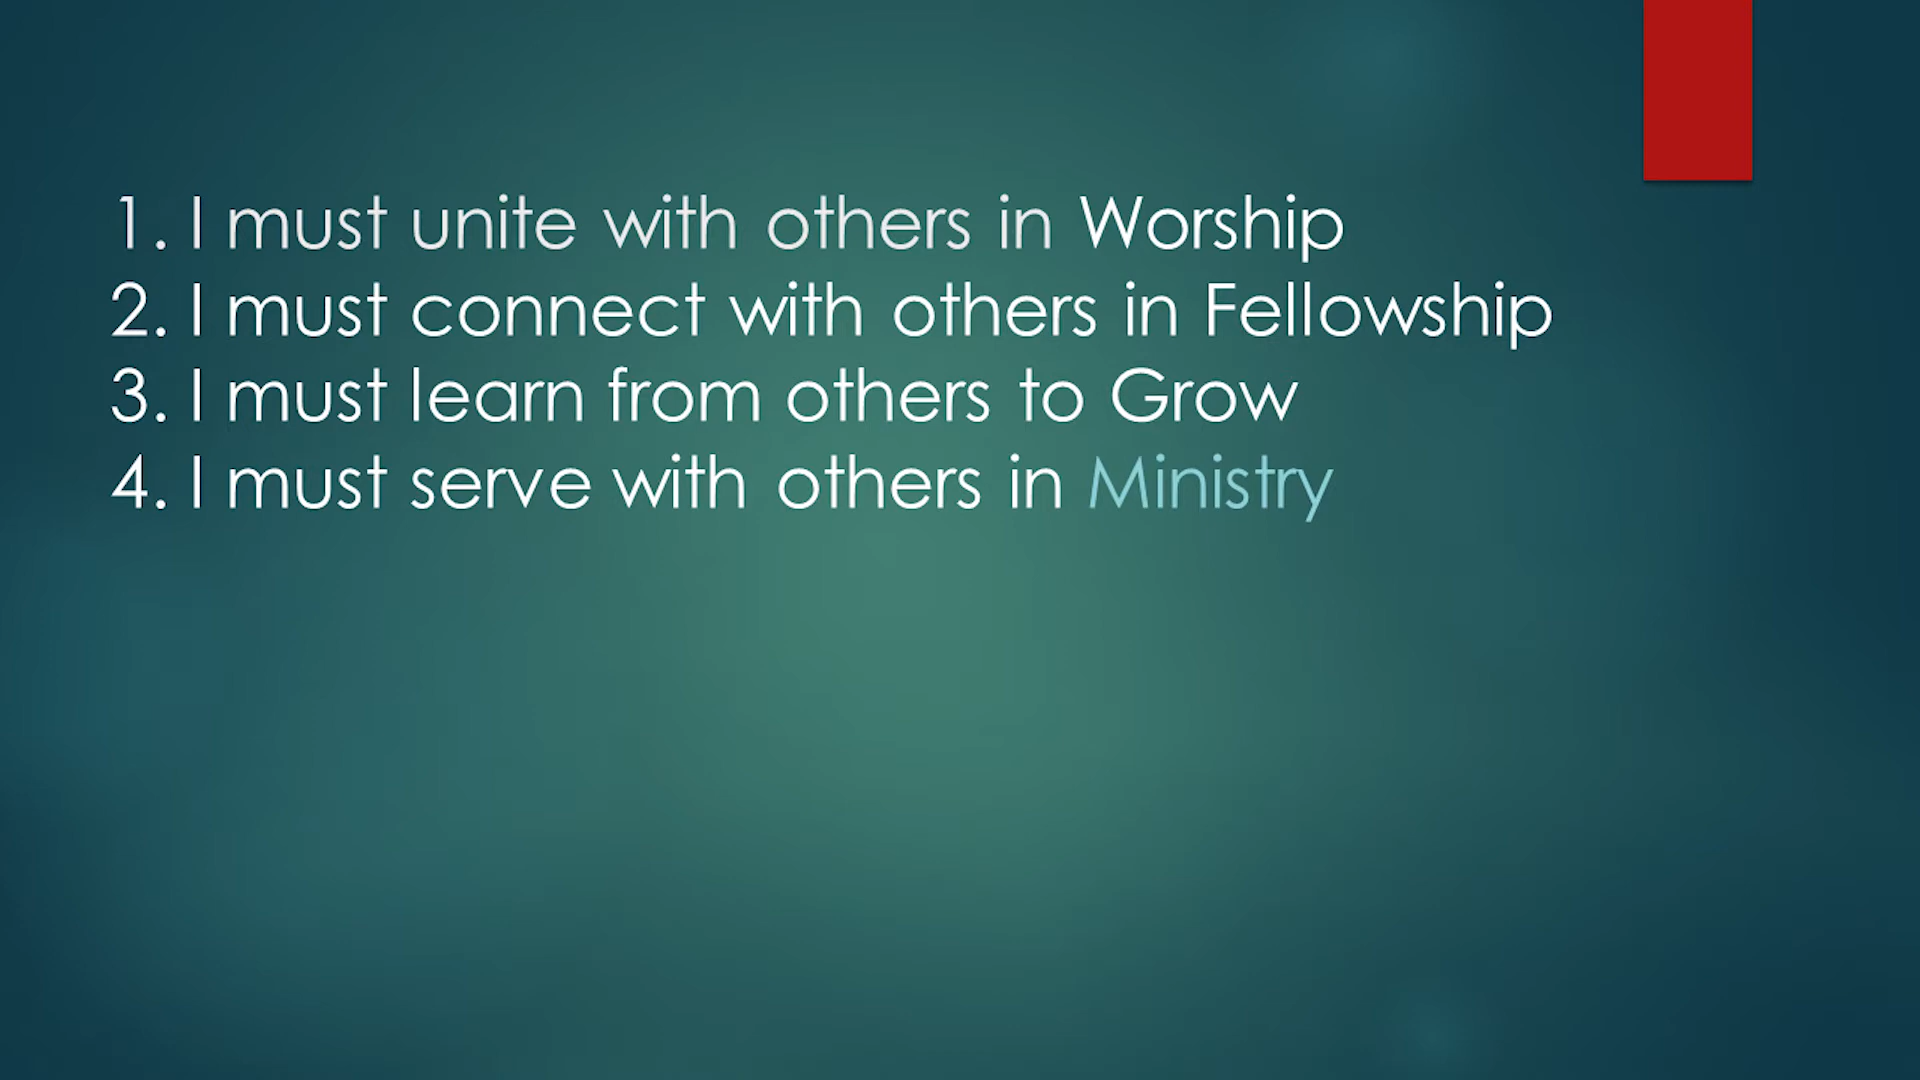 1. I must unite with others in Worship
2. I must connect with others in Fellowship
3. I must learn from others to Grow
4. I must serve with others in Ministry